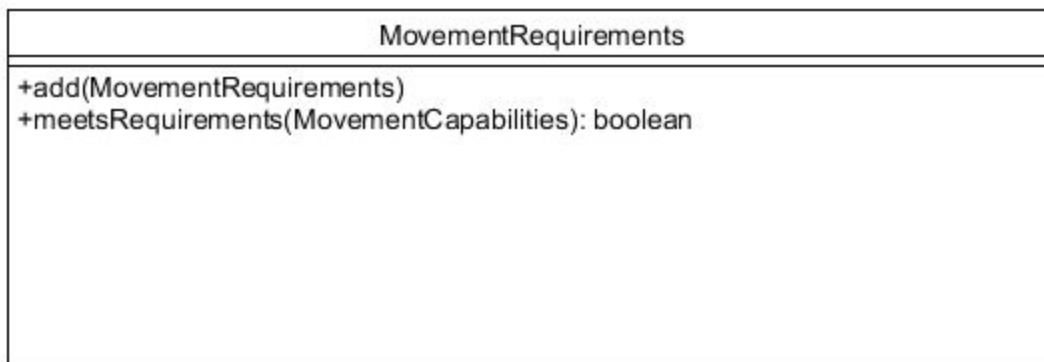 MovementRequirements
+add(MovementRequirements)
+meetsRequirements(MovementCapabilities): boolean